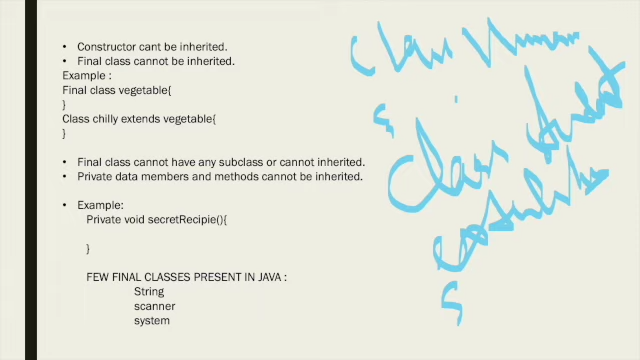 • Constructor cant be inherited.
• Final class cannot be inherited.
Example :
Final class vegetable{
}
Class chilly extends vegetable{
}
• Final class cannot have any subclass or cannot inherited.
• Private data members and methods cannot be inherited.
• Example:
Private void secretRecipie(){
}
FEW FINAL CLASSES PRESENT IN JAVA :
String
scanner
system
Class
{
Class
{